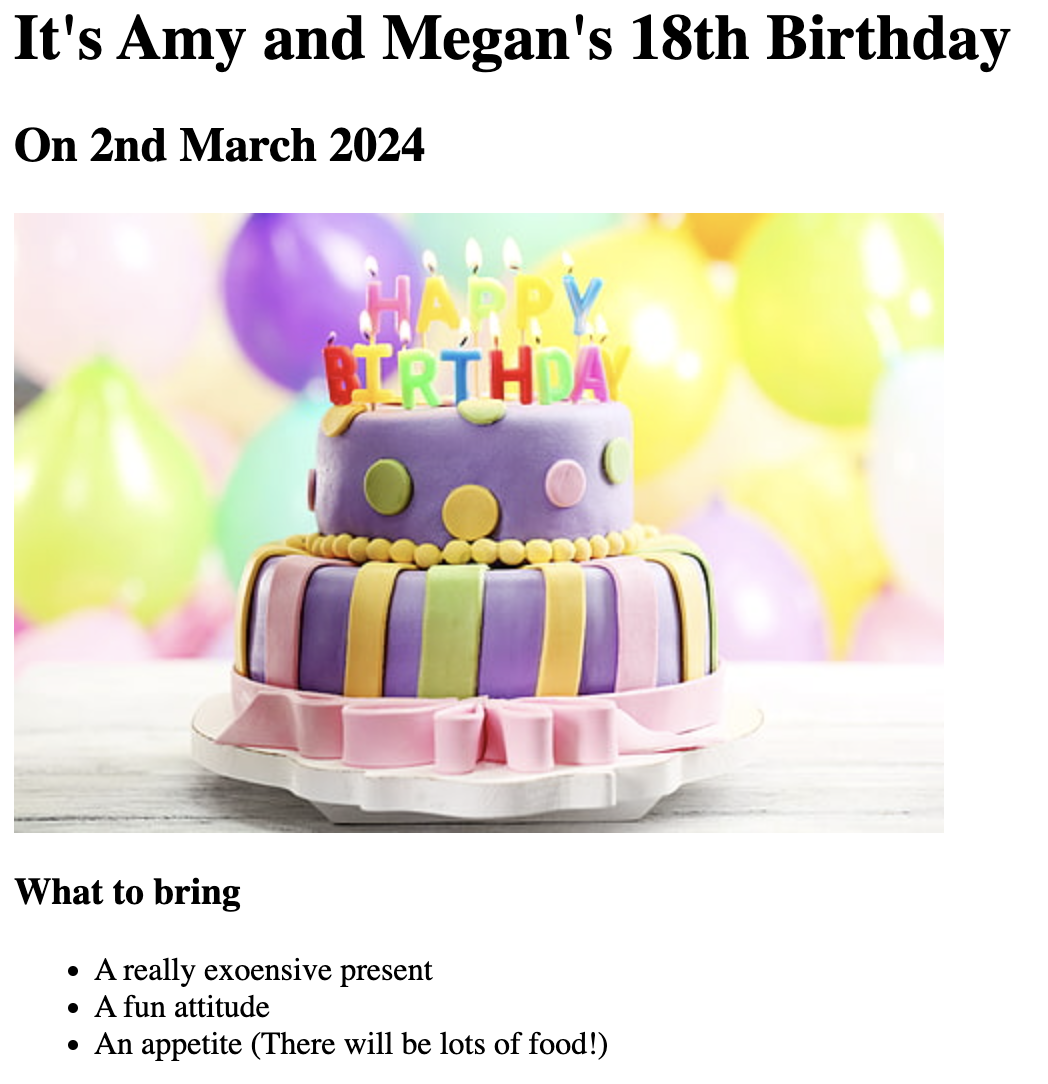 It's Amy and Megan's 18th Birthday
On 2nd March 2024
HAPPY
BIRTHDAY
What to bring
A really exoensive present
A fun attitude
An appetite (There will be lots of food!)